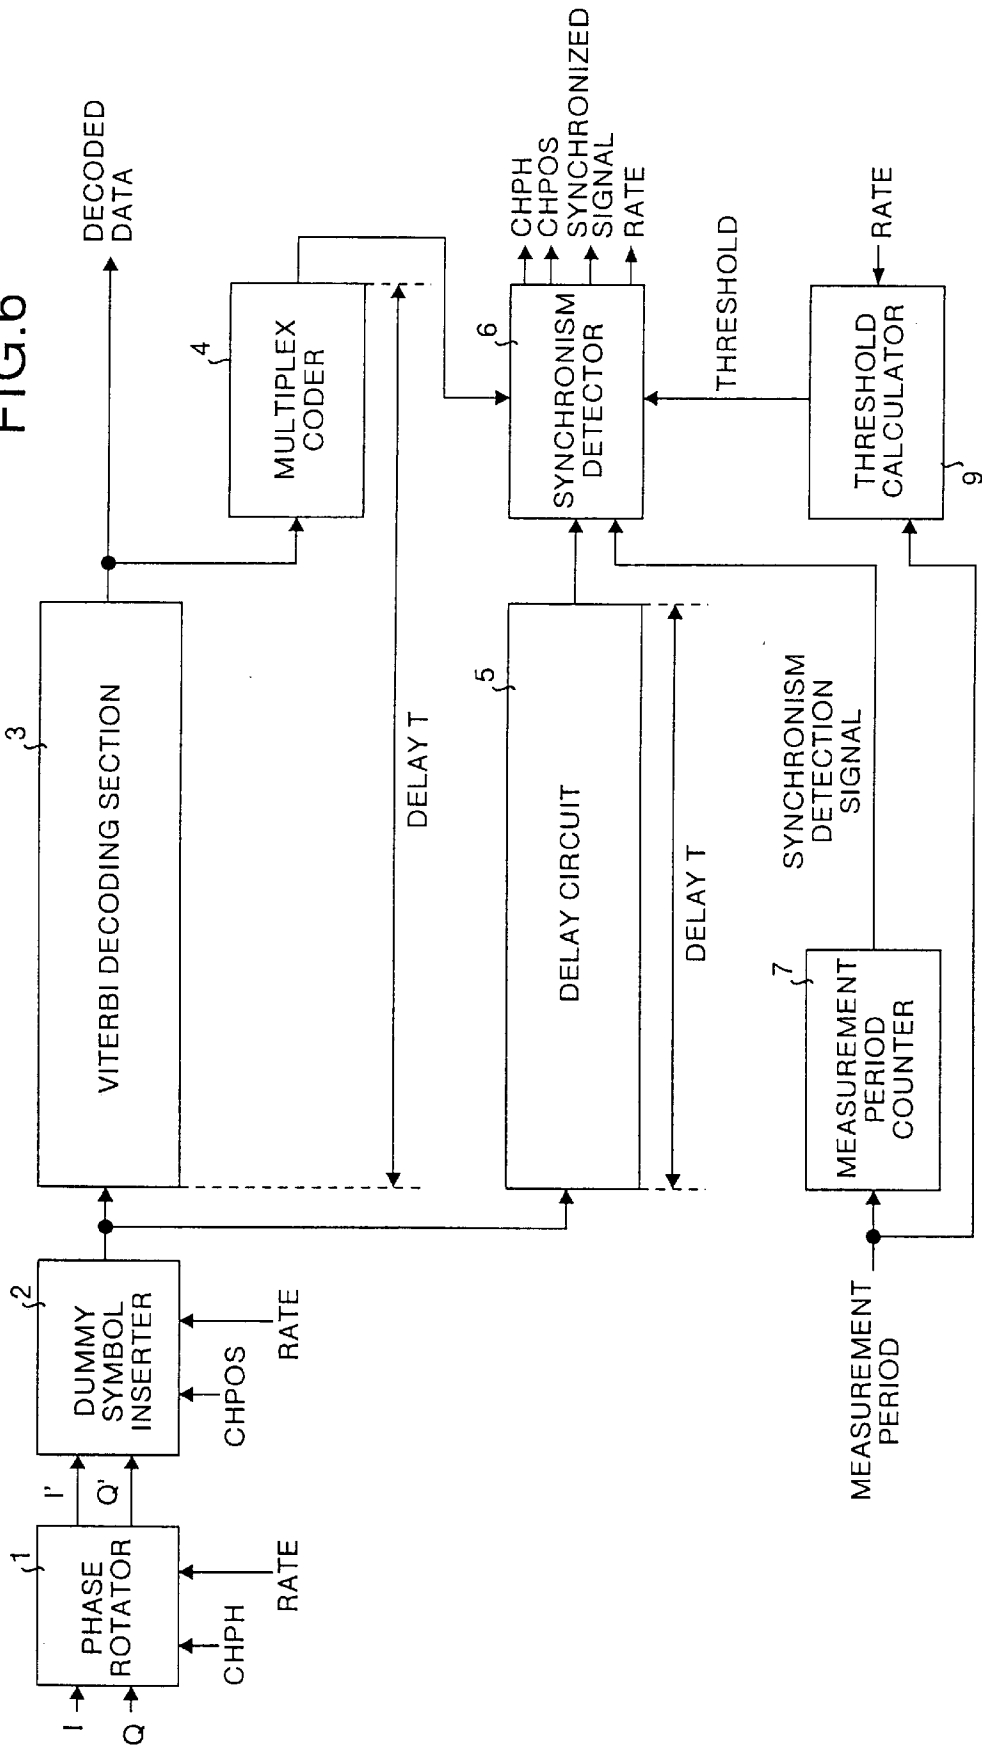 FIG.6
I
Q
1
PHASE
ROTATOR
CHPH
RATE
I'
Q'
2
DUMMY
SYMBOL
INSERTER
CHPOS
RATE
3
VITERBI DECODING SECTION
DECODED
DATA
4
MULTIPLEX
CODER
DELAY T
5
DELAY CIRCUIT
DELAY T
6
SYNCHRONISM
DETECTOR
CHPH
CHPOS
SYNCHRONIZED
SIGNAL
RATE
THRESHOLD
MEASUREMENT
PERIOD
7
MEASUREMENT
PERIOD
COUNTER
SYNCHRONISM
DETECTION
SIGNAL
THRESHOLD
CALCULATOR
9
RATE